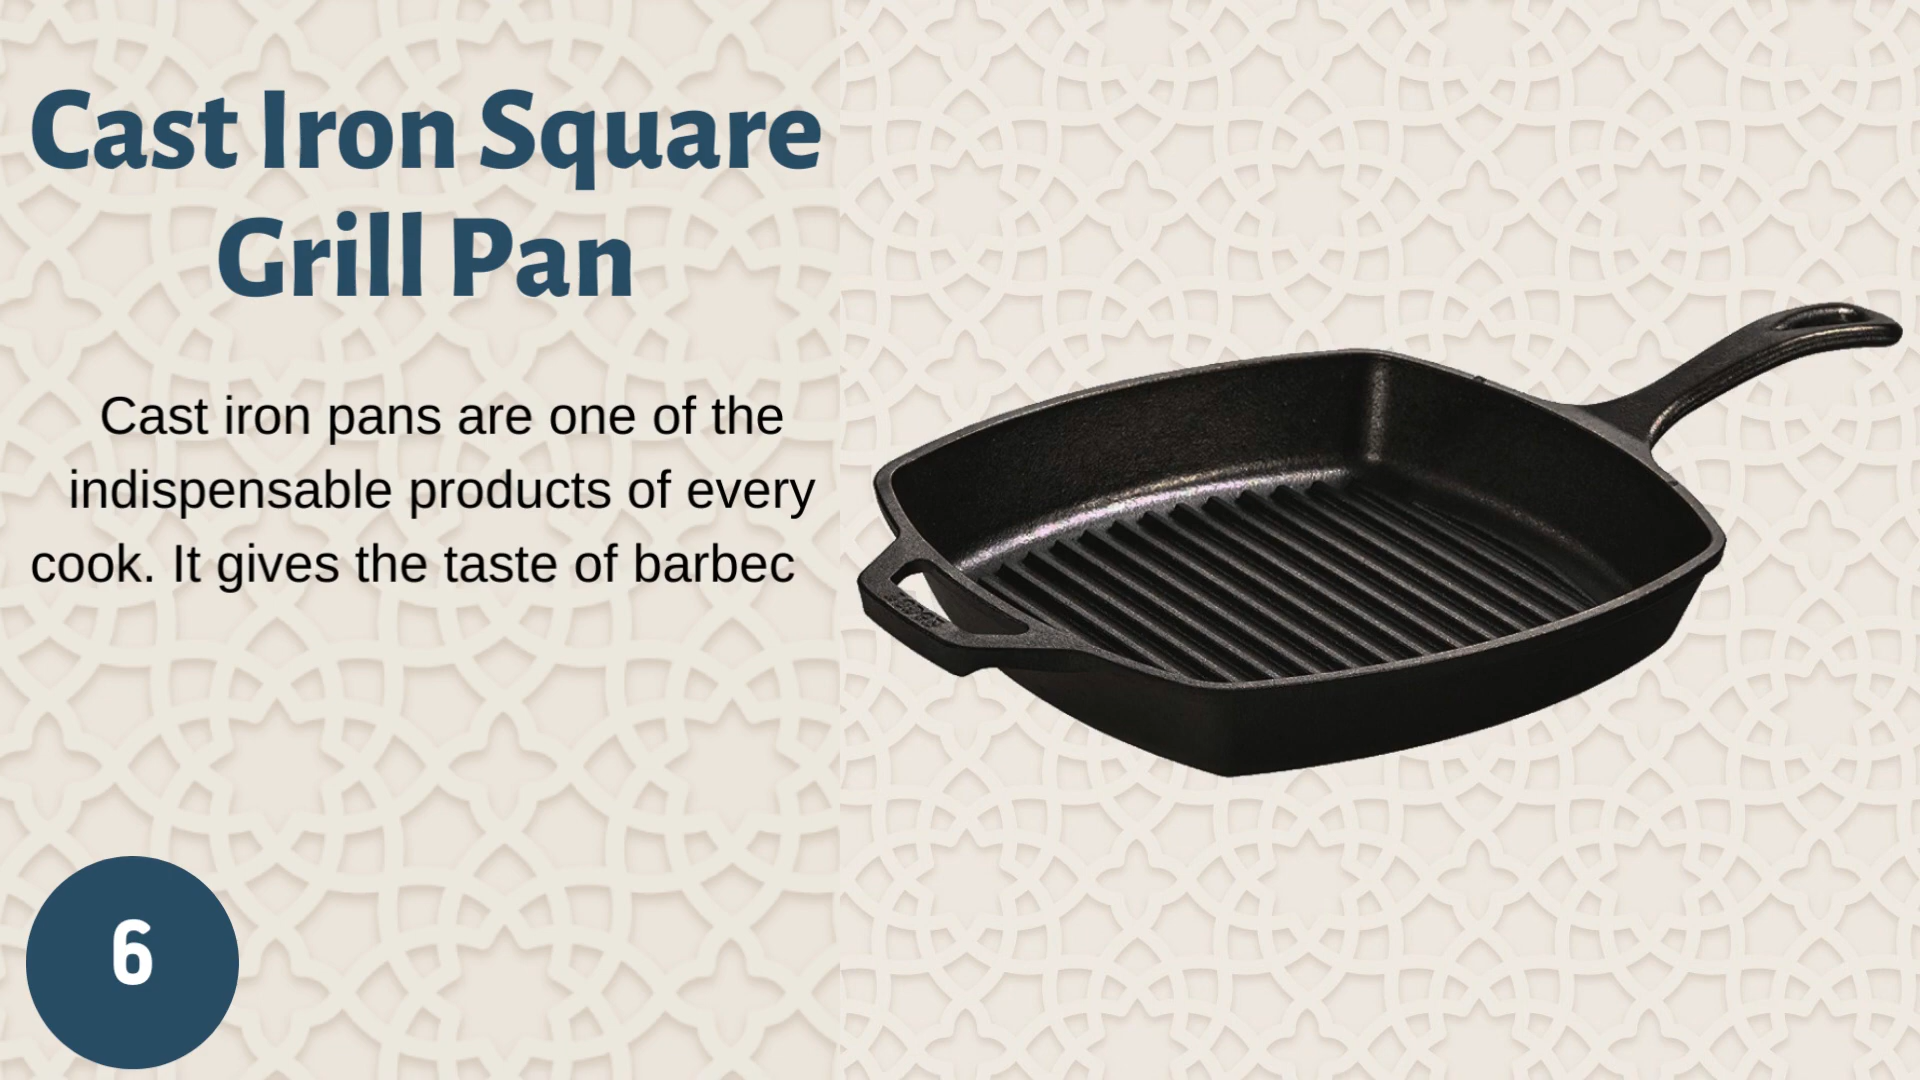 Cast Iron Square
Grill Pan
Cast iron pans are one of the
indispensable products of every
cook. It gives the taste of barbec
6